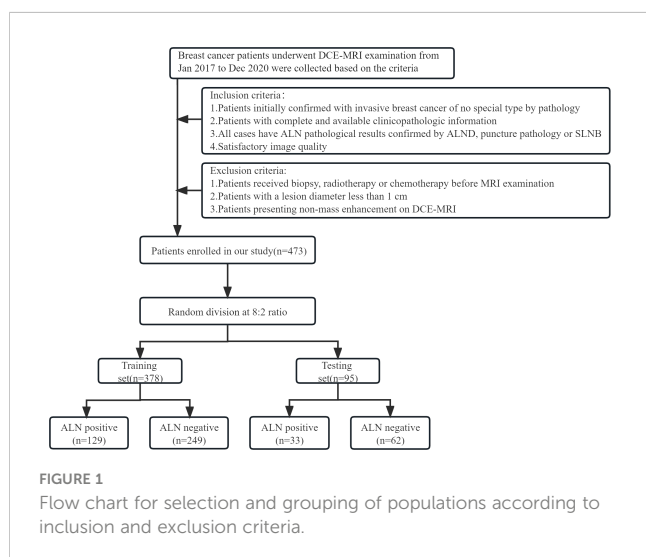 Breast cancer patients underwent DCE-MRI examination from
Jan 2017 to Dec 2020 were collected based on the criteria
Inclusion criteria:
1.Patients initially confirmed with invasive breast cancer of no special type by pathology
2.Patients with complete and available clinicopathologic information
3.All cases have ALN pathological results confirmed by ALND, puncture pathology or SLNB
4.Satisfactory image quality
Exclusion criteria:
1.Patients received biopsy, radiotherapy or chemotherapy before MRI examination
2.Patients with a lesion diameter less than 1 cm
3.Patients presenting non-mass enhancement on DCE-MRI
Patients enrolled in our study(n=473)
Random division at 8:2 ratio
Training
set(n=378)
Testing
set(n=95)
ALN positive
(n=129)
ALN negative
(n=249)
ALN positive
(n=33)
ALN negative
(n=62)
FIGURE 1
Flow chart for selection and grouping of populations according to
inclusion and exclusion criteria.